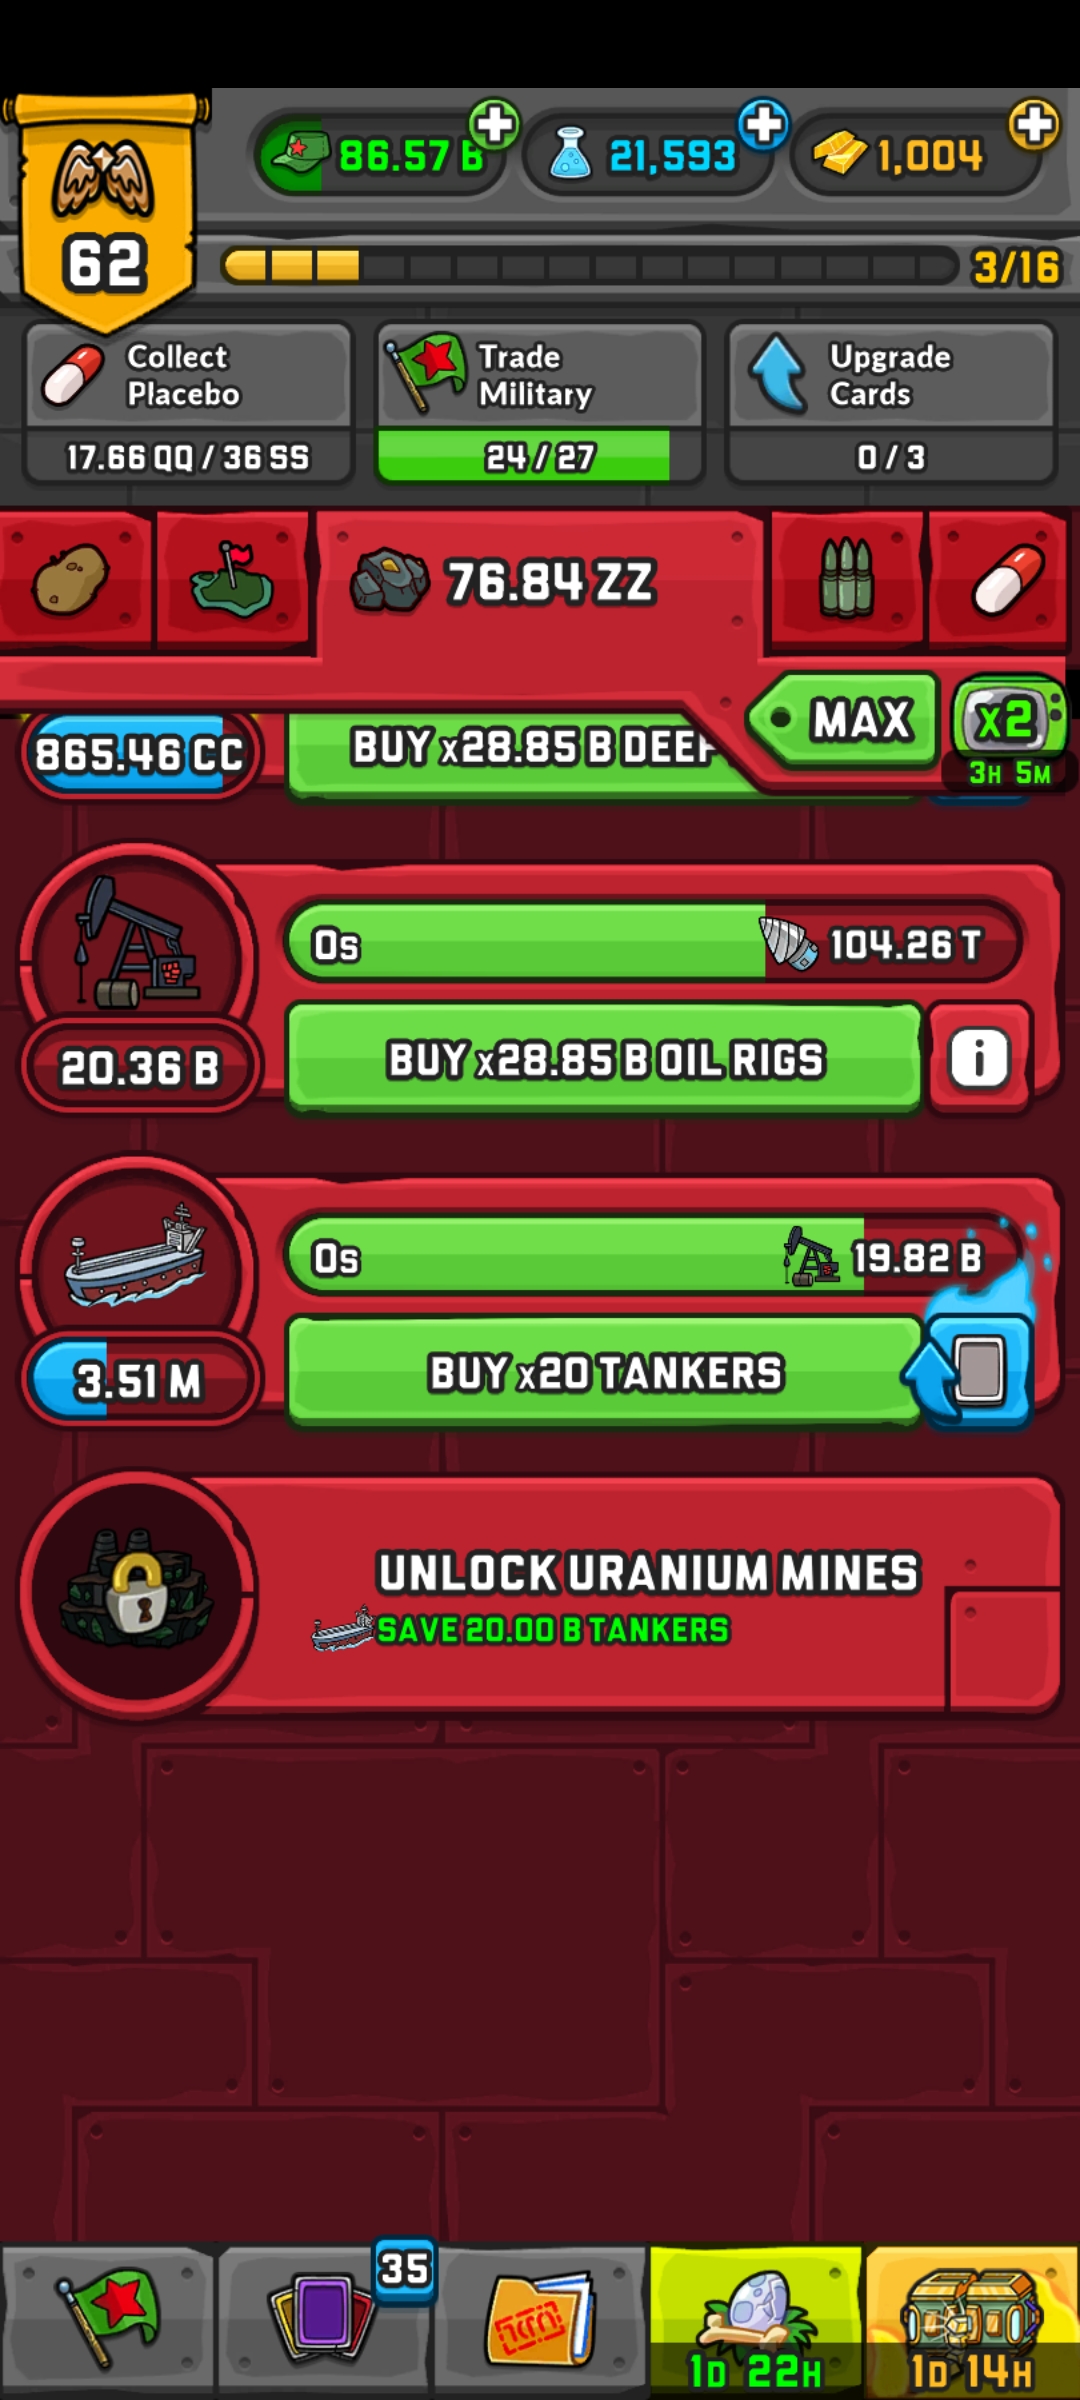 86.57 B
21,593
1,004
62
3/16
Collect
Placebo
17.66 QQ / 36 SS
Trade
Military
24 / 27
Upgrade
Cards
0 / 3
76.84 ZZ
MAX
x2
3H 5M
865.46 CC
BUY x28.85 B DEEP
0s
104.26 T
20.36 B
BUY x28.85 B OIL RIGS
i
0s
19.82 B
3.51 M
BUY x20 TANKERS
UNLOCK URANIUM MINES
SAVE 20.00 B TANKERS
35
1D 22H
1D 14H